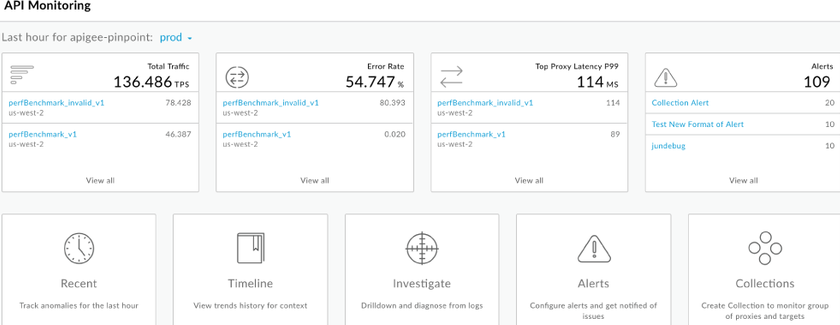 API Monitoring
Last hour for apigee-pinpoint: prod
Total Traffic
136.486 TPS
perfBenchmark_invalid_v1 78.428
us-west-2
perfBenchmark_v1 46.387
us-west-2
View all
Error Rate
54.747 %
perfBenchmark_invalid_v1 80.393
us-west-2
perfBenchmark_v1 0.020
us-west-2
View all
Top Proxy Latency P99
114 MS
perfBenchmark_invalid_v1 114
us-west-2
perfBenchmark_v1 89
us-west-2
View all
Alerts
109
Collection Alert 20
Test New Format of Alert 10
jundebug 10
View all
Recent
Track anomalies for the last hour
Timeline
View trends history for context
Investigate
Drilldown and diagnose from logs
Alerts
Configure alerts and get notified of
issues
Collections
Create Collection to monitor group
of proxies and targets